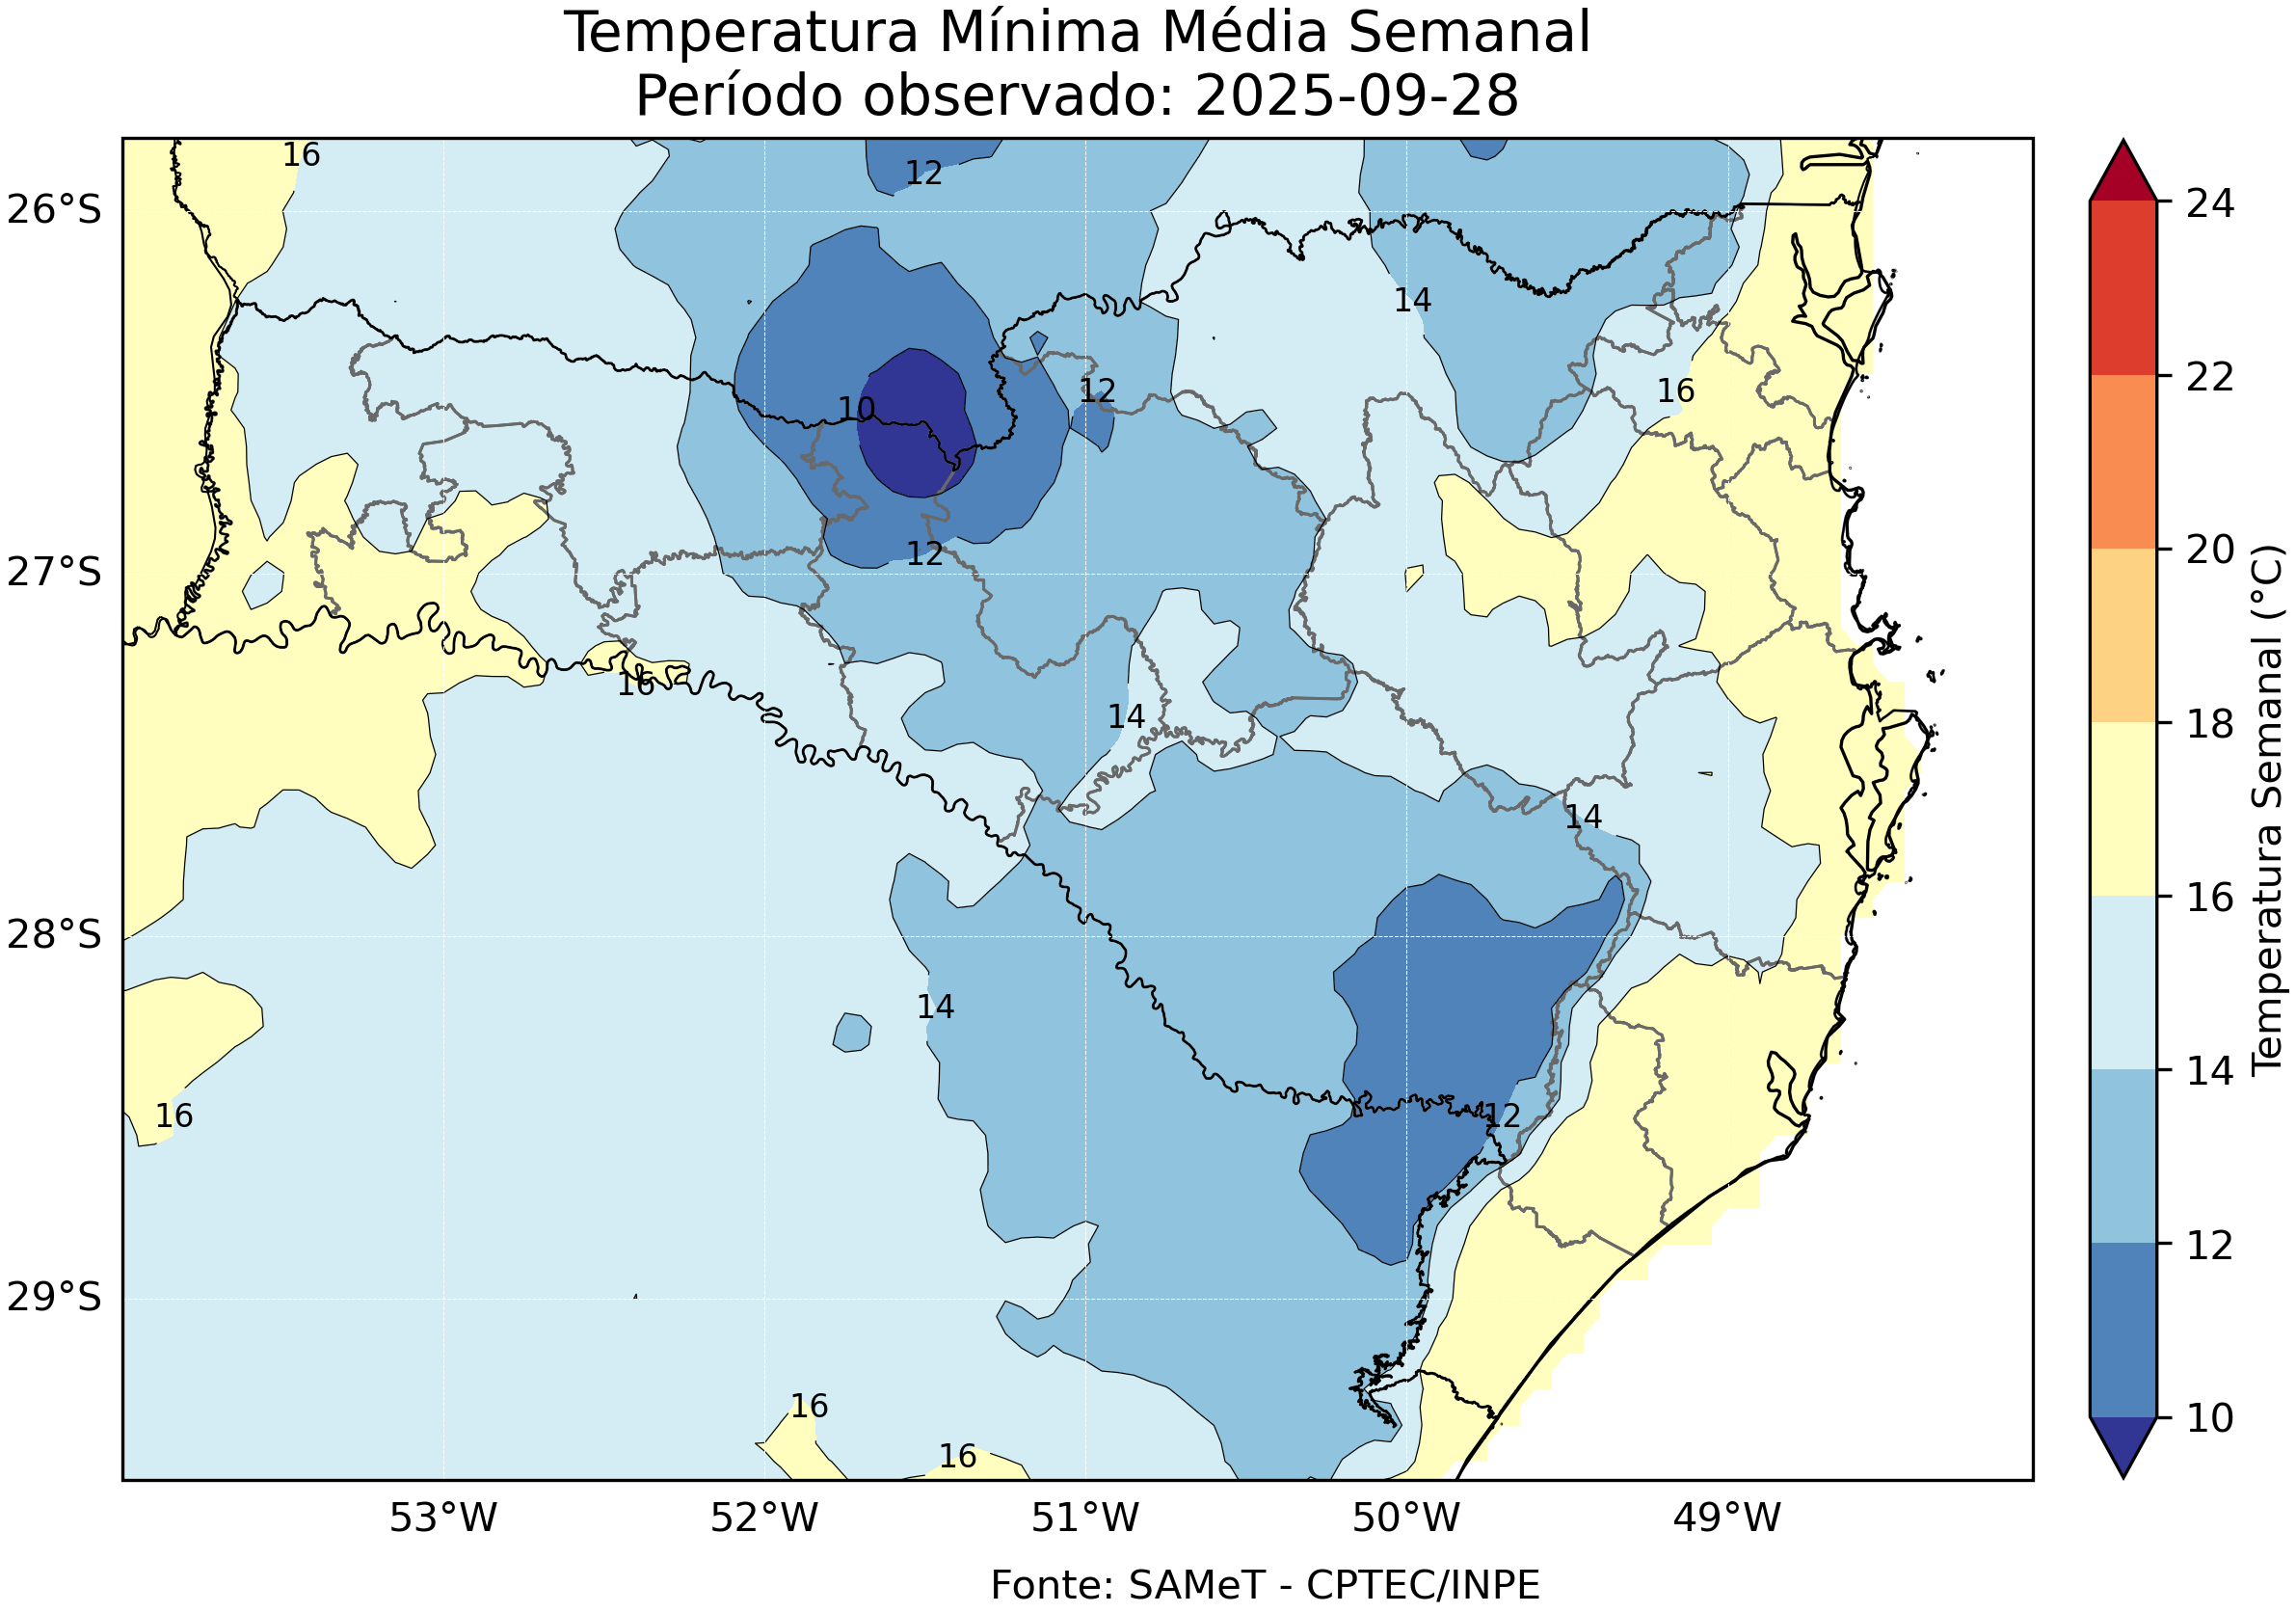 Temperatura Mínima Média Semanal
Período observado: 2025-09-28
16
12
26°S
24
14
22
12
16
10
20
12
27°S
16
14
18
14
16
28°S
14
14
16
12
12
29°S
16
16
10
Temperatura Semanal (°C)
53°W 52°W 51°W 50°W 49°W
Fonte: SAMeT - CPTEC/INPE